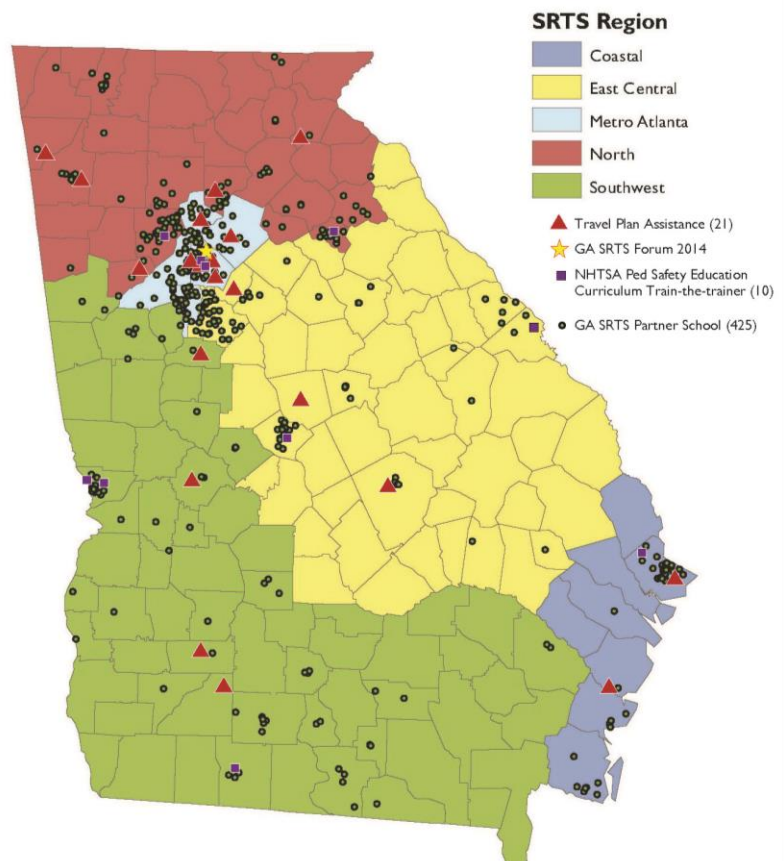 SRTS Region
Coastal
East Central
Metro Atlanta
North
Southwest
Travel Plan Assistance (21)
GA SRTS Forum 2014
NHTSA Ped Safety Education
Curriculum Train-the-trainer (10)
GA SRTS Partner School (425)